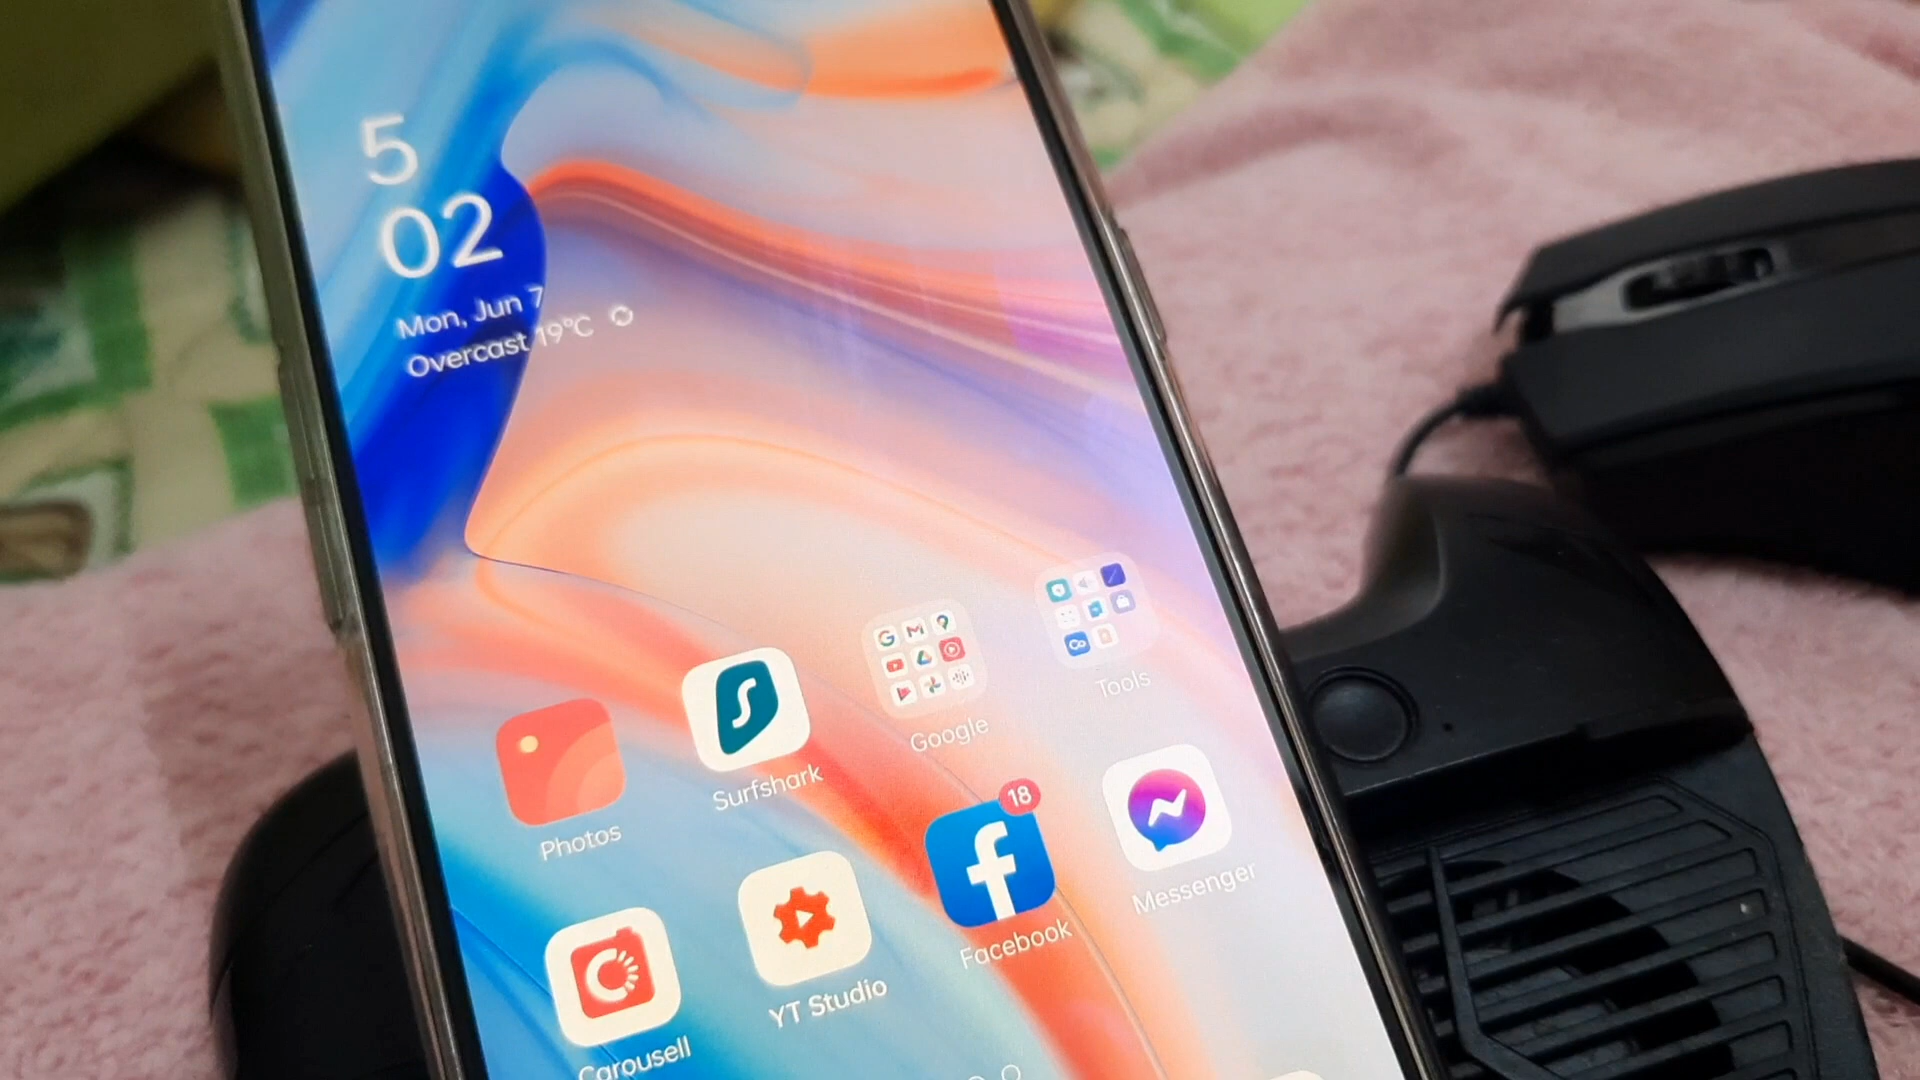 5
02
Mon, Jun 7
Overcast 19°C
Tools
Google
Surfshark
Photos
18
Messenger
Facebook
YT Studio
Carousell